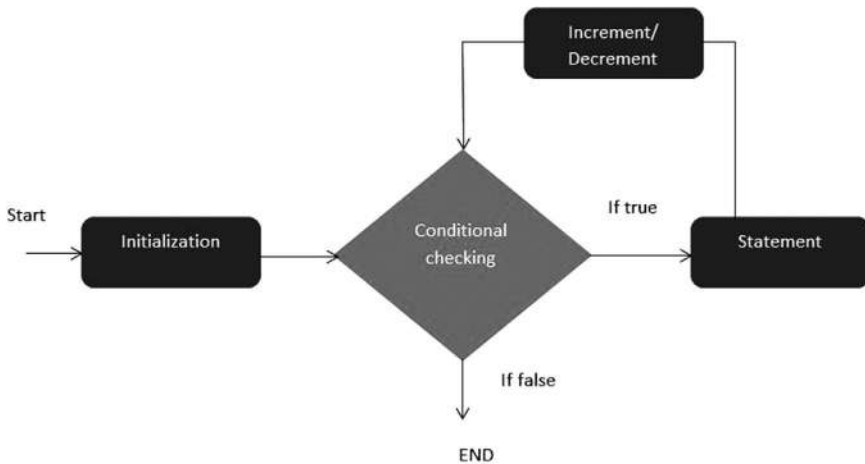 Increment/
Decrement
Start
Initialization
Conditional
checking
If true
Statement
If false
END